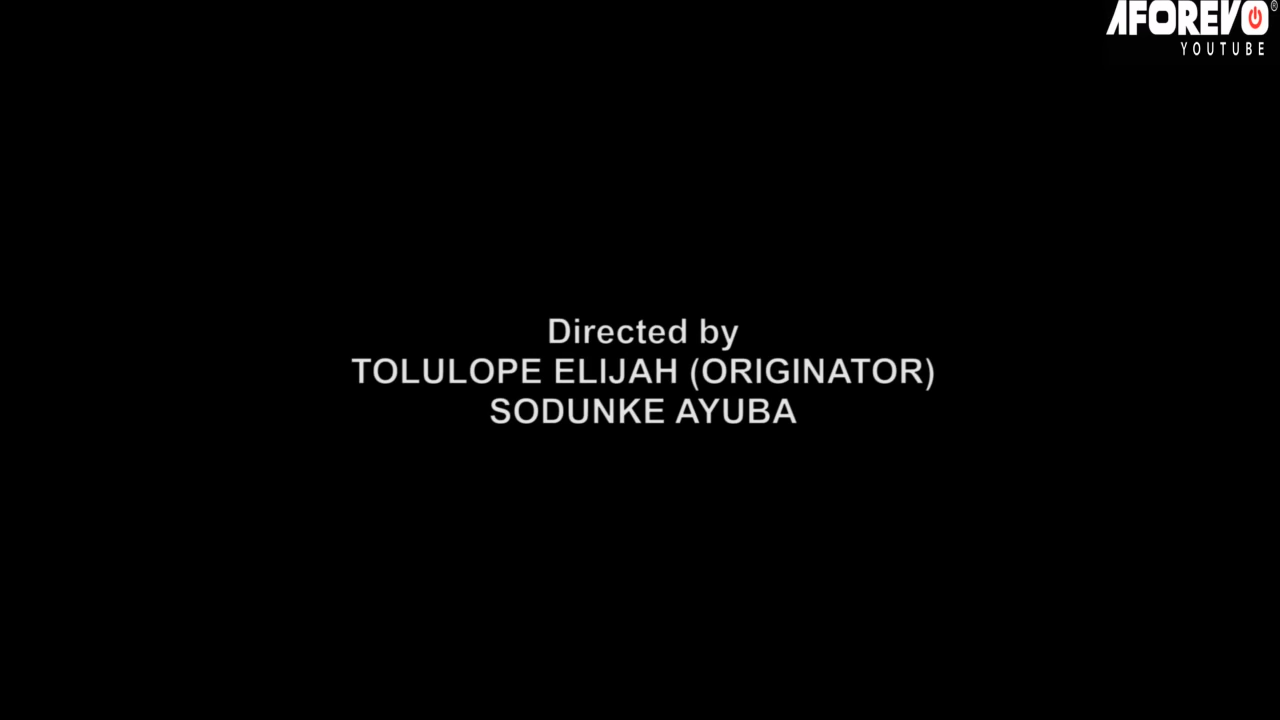 AFOREVO®
YOUTUBE
Directed by
TOLULOPE ELIJAH (ORIGINATOR)
SODUNKE AYUBA